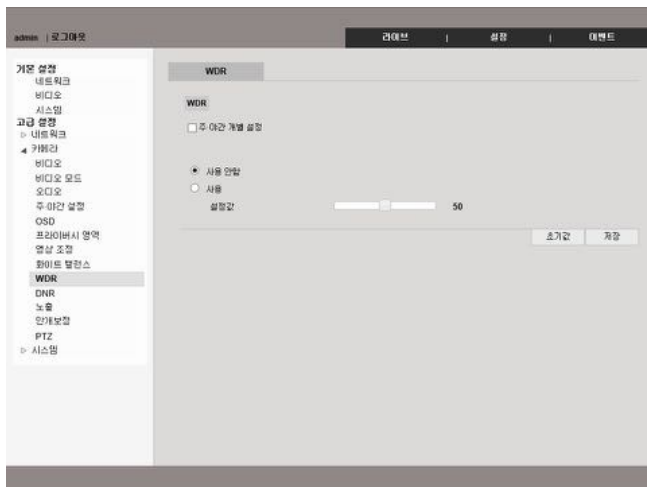 admin | 로그아웃
라이브 | 설정 | 이벤트
기본 설정
네트워크
비디오
시스템
고급 설정
▷ 네트워크
◢ 카메라
비디오
비디오 모드
오디오
주·야간 설정
OSD
프라이버시 영역
영상 조정
화이트 밸런스
WDR
DNR
노출
안개보정
PTZ
▷ 시스템
WDR
WDR
주·야간 개별 설정
사용 안함
사용
설정값 50
초기값 저장